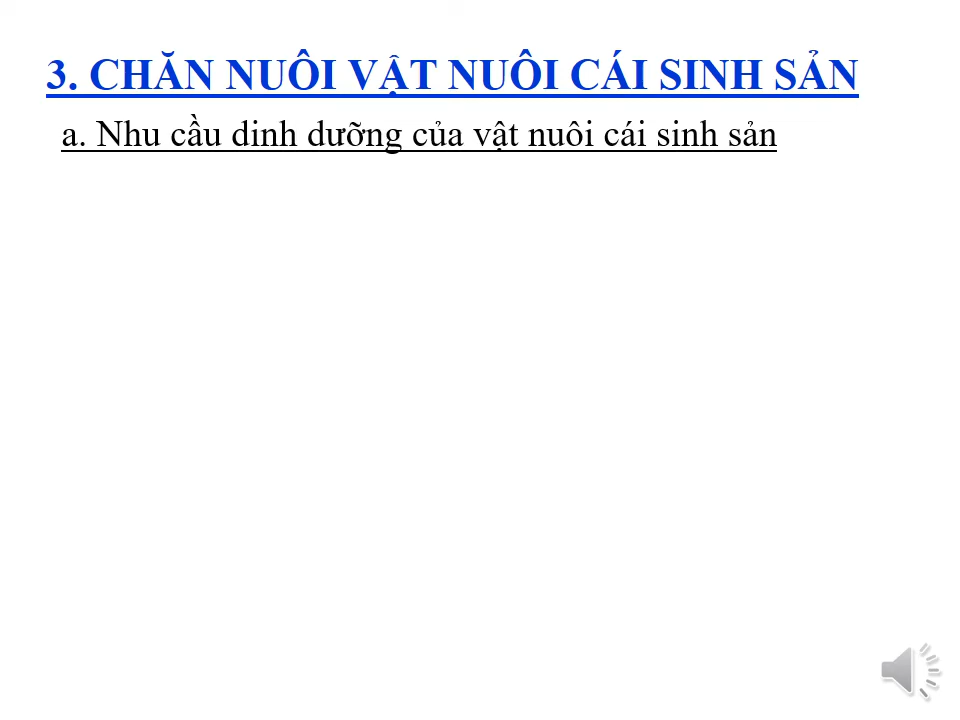 3. CHĂN NUÔI VẬT NUÔI CÁI SINH SẢN
a. Nhu cầu dinh dưỡng của vật nuôi cái sinh sản